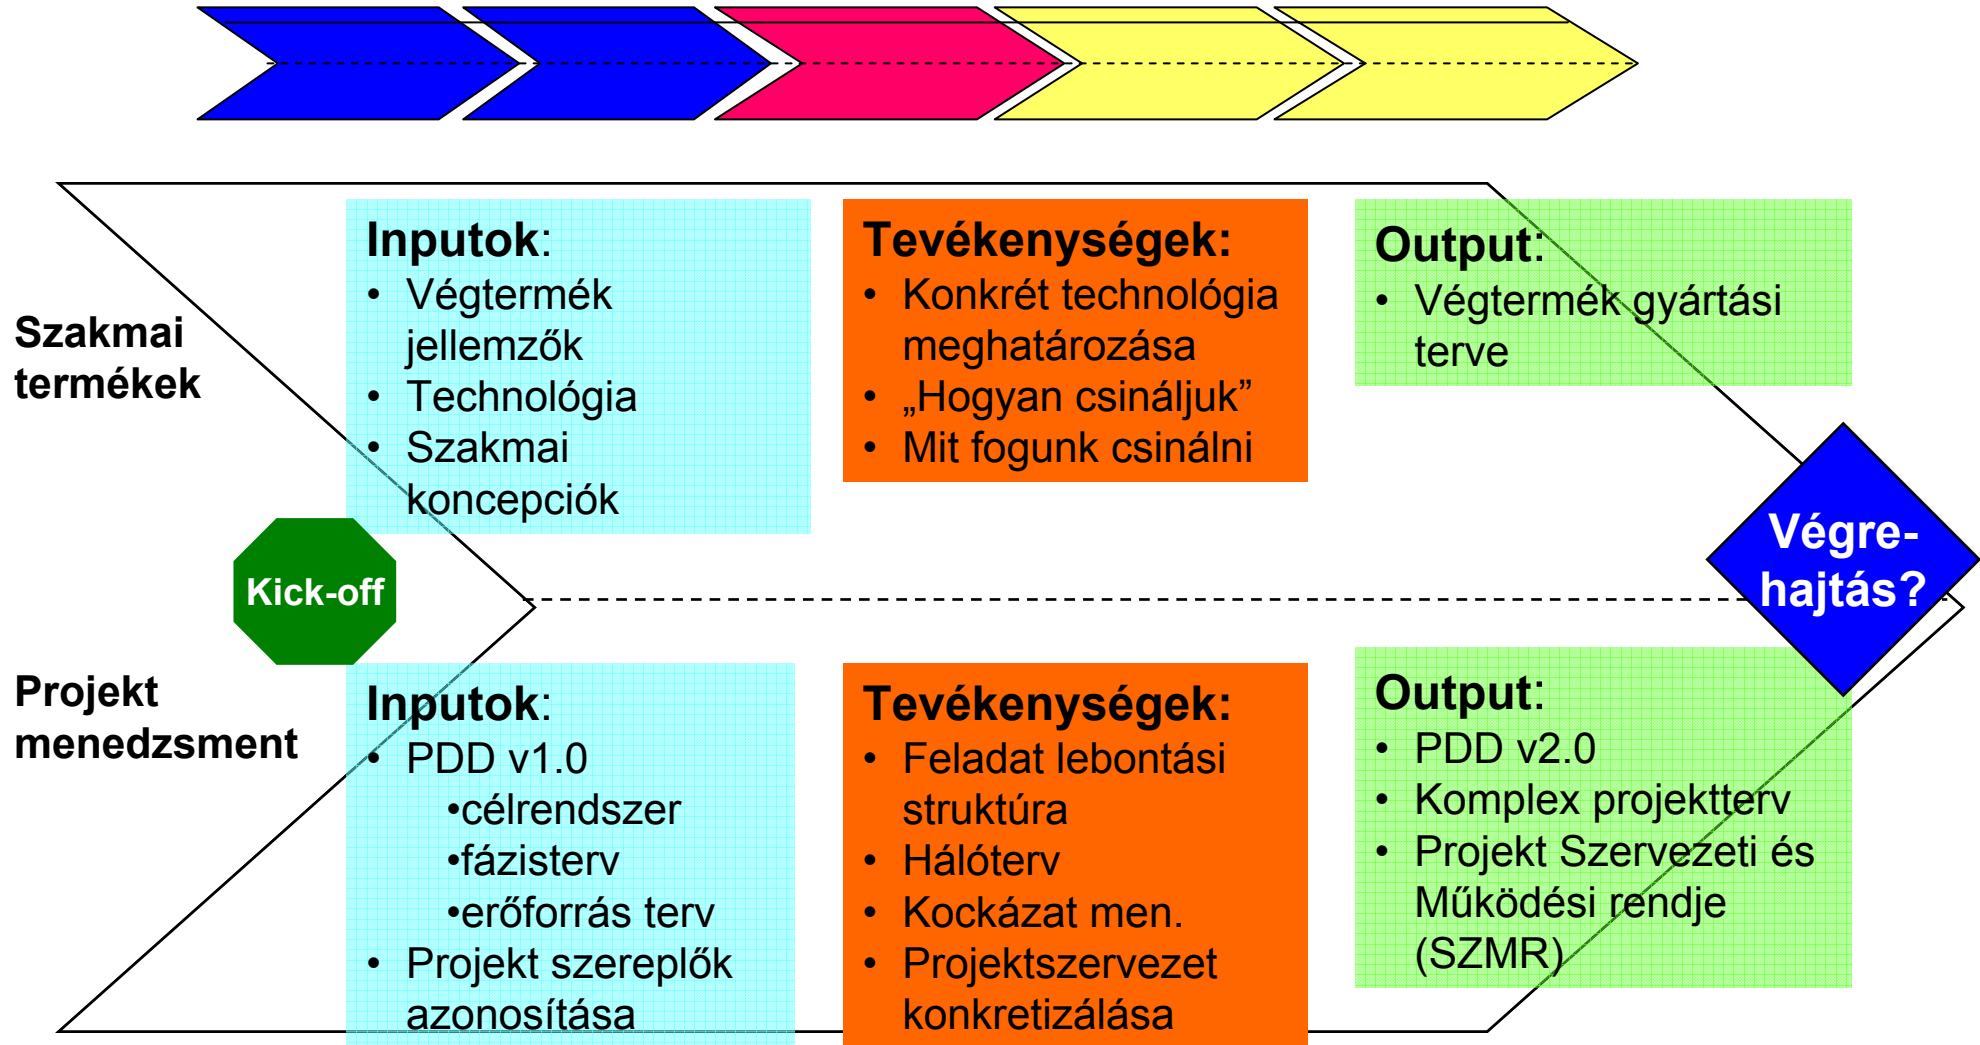 Szakmai
termékek
Inputok:
• Végtermék
jellemzők
• Technológia
• Szakmai
koncepciók
Tevékenységek:
• Konkrét technológia
meghatározása
• „Hogyan csináljuk”
• Mit fogunk csinálni
Output:
• Végtermék gyártási
terve
Kick-off
Végre-
hajtás?
Projekt
menedzsment
Inputok:
• PDD v1.0
•célrendszer
•fázisterv
•erőforrás terv
• Projekt szereplők
azonosítása
Tevékenységek:
• Feladat lebontási
struktúra
• Hálóterv
• Kockázat men.
• Projektszervezet
konkretizálása
Output:
• PDD v2.0
• Komplex projektterv
• Projekt Szervezeti és
Működési rendje
(SZMR)